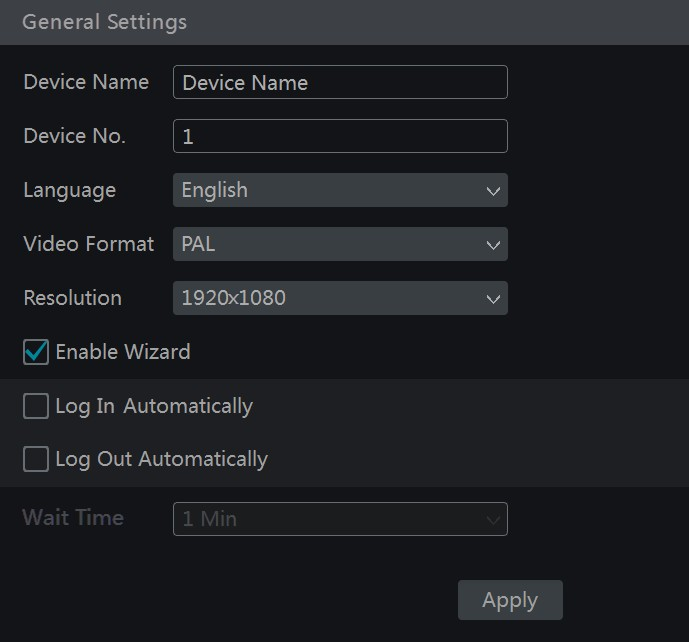 General Settings
Device Name Device Name
Device No. 1
Language English
Video Format PAL
Resolution 1920x1080
Enable Wizard
Log In Automatically
Log Out Automatically
Wait Time 1 Min
Apply